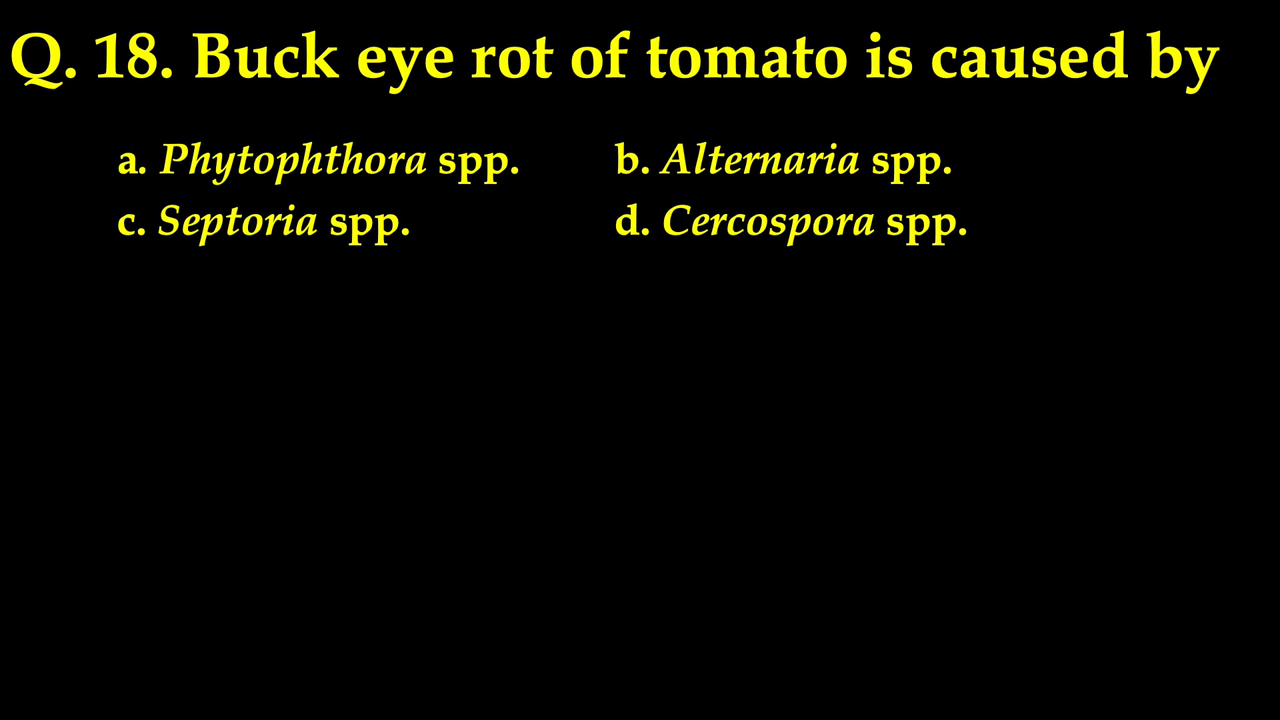 Q. 18. Buck eye rot of tomato is caused by
a. Phytophthora spp. b. Alternaria spp.
c. Septoria spp. d. Cercospora spp.